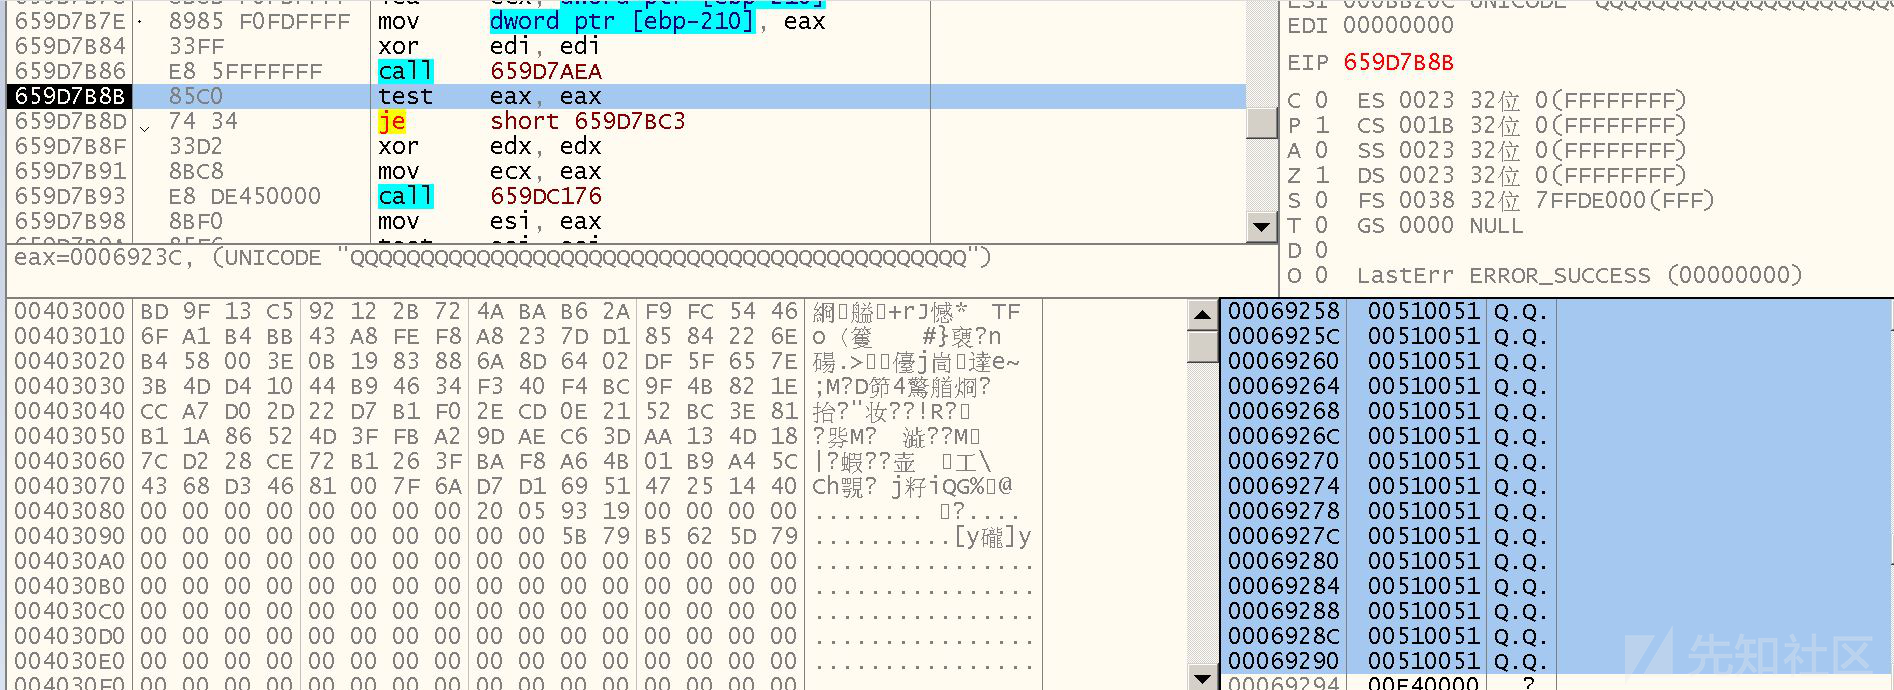 659D7B7E 8985 F0FDFFFF mov dword ptr [ebp-210], eax
659D7B84 33FF xor edi, edi
659D7B86 E8 5FFFFFFF call 659D7AEA
659D7B8B 85C0 test eax, eax
659D7B8D 74 34 je short 659D7BC3
659D7B8F 33D2 xor edx, edx
659D7B91 8BC8 mov ecx, eax
659D7B93 E8 DE450000 call 659DC176
659D7B98 8BF0 mov esi, eax
EDI 00000000
EIP 659D7B8B
C 0 ES 0023 32位 0(FFFFFFFF)
P 1 CS 001B 32位 0(FFFFFFFF)
A 0 SS 0023 32位 0(FFFFFFFF)
Z 1 DS 0023 32位 0(FFFFFFFF)
S 0 FS 0038 32位 7FFDE000(FFF)
T 0 GS 0000 NULL
D 0
O 0 LastErr ERROR_SUCCESS (00000000)
eax=0006923C, (UNICODE "QQQQQQQQQQQQQQQQQQQQQQQQQQQQQQQQQQQQQQQQQQQQ")
00403000 BD 9F 13 C5 92 12 2B 72 4A BA B6 2A F9 FC 54 46
00403010 6F A1 B4 BB 43 A8 FE F8 A8 23 7D D1 85 84 22 6E
00403020 B4 58 00 3E 0B 19 83 88 6A 8D 64 02 DF 5F 65 7E
00403030 3B 4D D4 10 44 B9 46 34 F3 40 F4 BC 9F 4B 82 1E
00403040 CC A7 D0 2D 22 D7 B1 F0 2E CD 0E 21 52 BC 3E 81
00403050 B1 1A 86 52 4D 3F FB A2 9D AE C6 3D AA 13 4D 18
00403060 7C D2 28 CE 72 B1 26 3F BA F8 A6 4B 01 B9 A4 5C
00403070 43 68 D3 46 81 00 7F 6A D7 D1 69 51 47 25 14 40
00403080 00 00 00 00 00 00 00 00 20 05 93 19 00 00 00 00
00403090 00 00 00 00 00 00 00 00 00 00 5B 79 B5 62 5D 79
004030A0 00 00 00 00 00 00 00 00 00 00 00 00 00 00 00 00 ................
004030B0 00 00 00 00 00 00 00 00 00 00 00 00 00 00 00 00 ................
004030C0 00 00 00 00 00 00 00 00 00 00 00 00 00 00 00 00 ................
004030D0 00 00 00 00 00 00 00 00 00 00 00 00 00 00 00 00 ................
004030E0 00 00 00 00 00 00 00 00 00 00 00 00 00 00 00 00 ................
00069258 00510051 Q.Q.
0006925C 00510051 Q.Q.
00069260 00510051 Q.Q.
00069264 00510051 Q.Q.
00069268 00510051 Q.Q.
0006926C 00510051 Q.Q.
00069270 00510051 Q.Q.
00069274 00510051 Q.Q.
00069278 00510051 Q.Q.
0006927C 00510051 Q.Q.
00069280 00510051 Q.Q.
00069284 00510051 Q.Q.
00069288 00510051 Q.Q.
0006928C 00510051 Q.Q.
00069290 00510051 Q.Q.
00069294 00E40000
先知社区